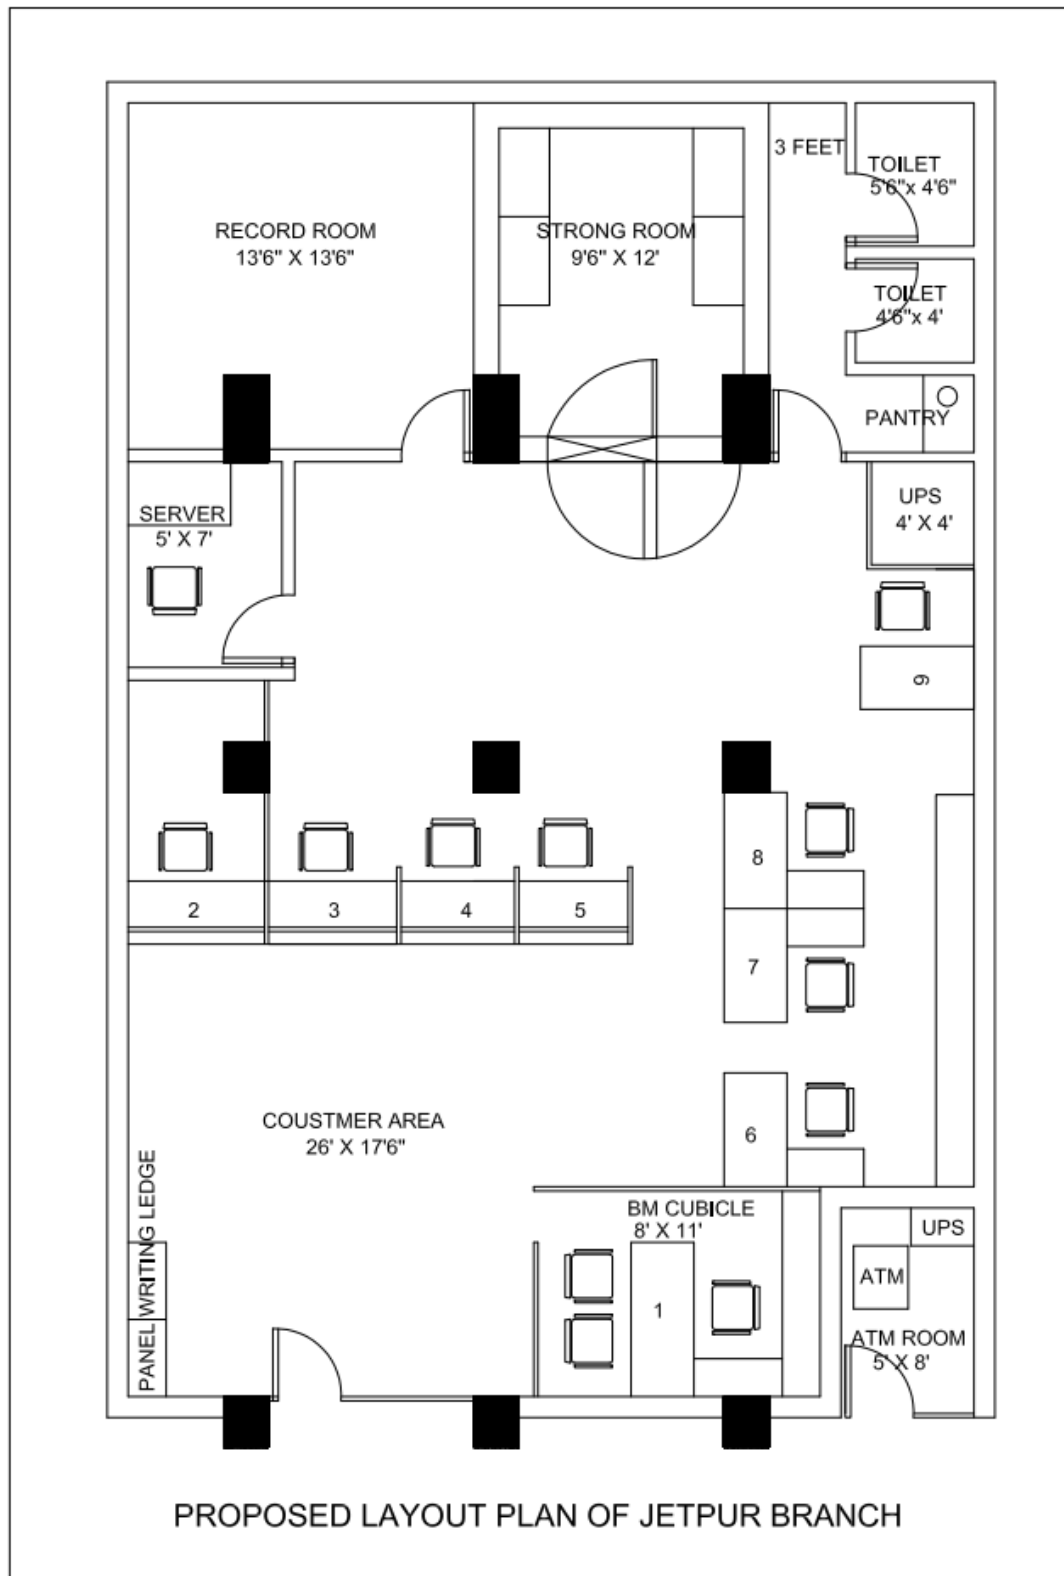 3 FEET
TOILET
5'6"x 4'6"
RECORD ROOM
13'6" X 13'6"
STRONG ROOM
9'6" X 12'
TOILET
4'6"x 4'
PANTRY
SERVER
5' X 7'
UPS
4' X 4'
9
8
2
3
4
5
7
COUSTMER AREA
26' X 17'6"
6
PANEL WRITING LEDGE
BM CUBICLE
8' X 11'
UPS
ATM
1
ATM ROOM
5' X 8'
PROPOSED LAYOUT PLAN OF JETPUR BRANCH